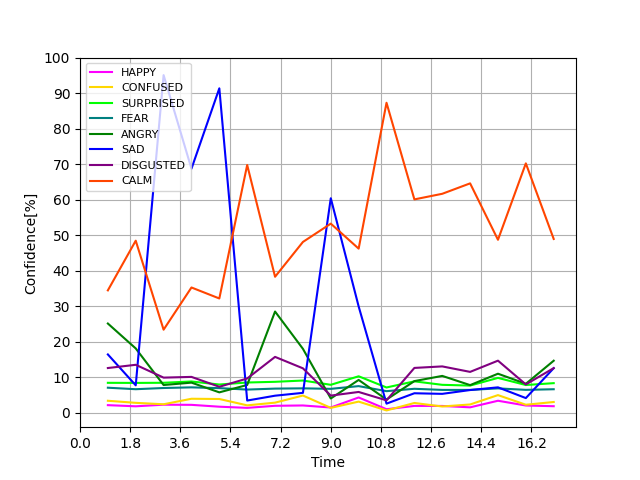 100
90
80
70
60
50
40
30
20
10
0
Confidence[%]
HAPPY
CONFUSED
SURPRISED
FEAR
ANGRY
SAD
DISGUSTED
CALM
0.0 1.8 3.6 5.4 7.2 9.0 10.8 12.6 14.4 16.2
Time